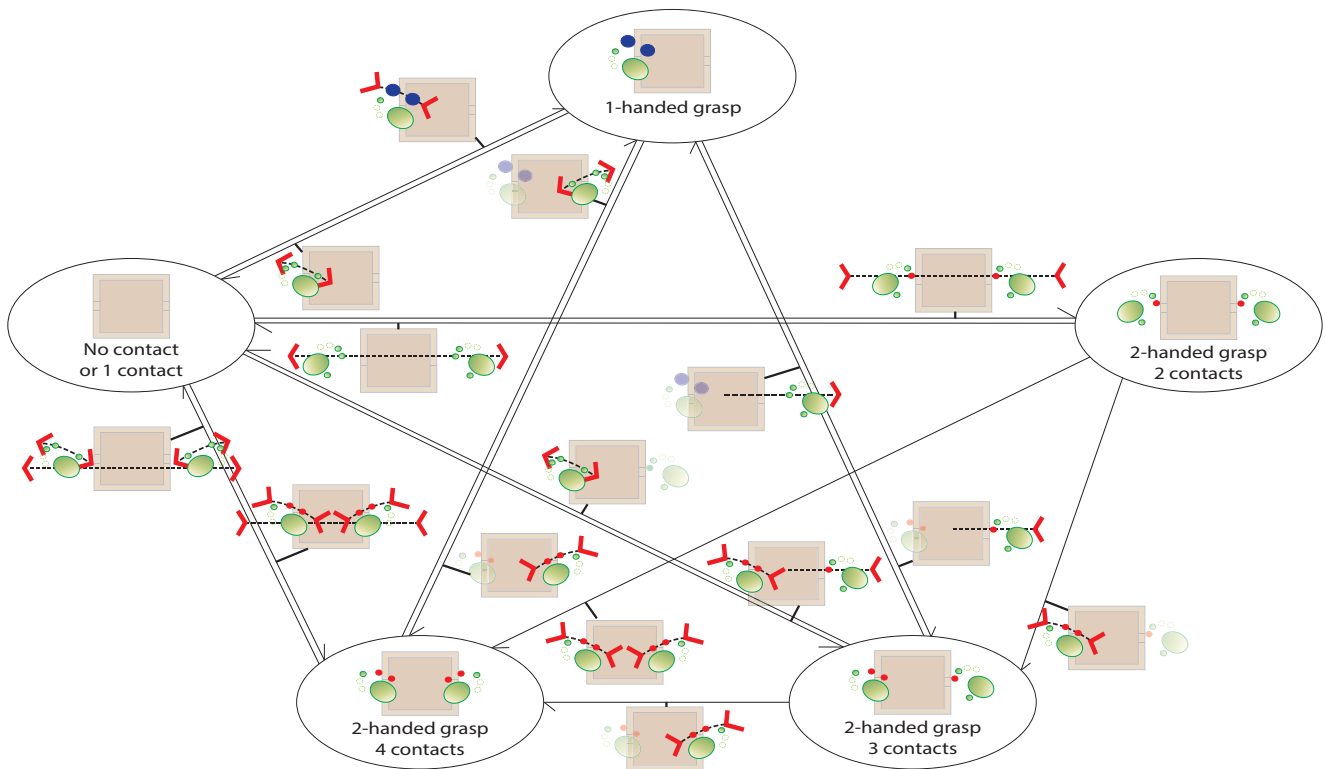 1-handed grasp
No contact
or 1 contact
2-handed grasp
2 contacts
2-handed grasp
4 contacts
2-handed grasp
3 contacts